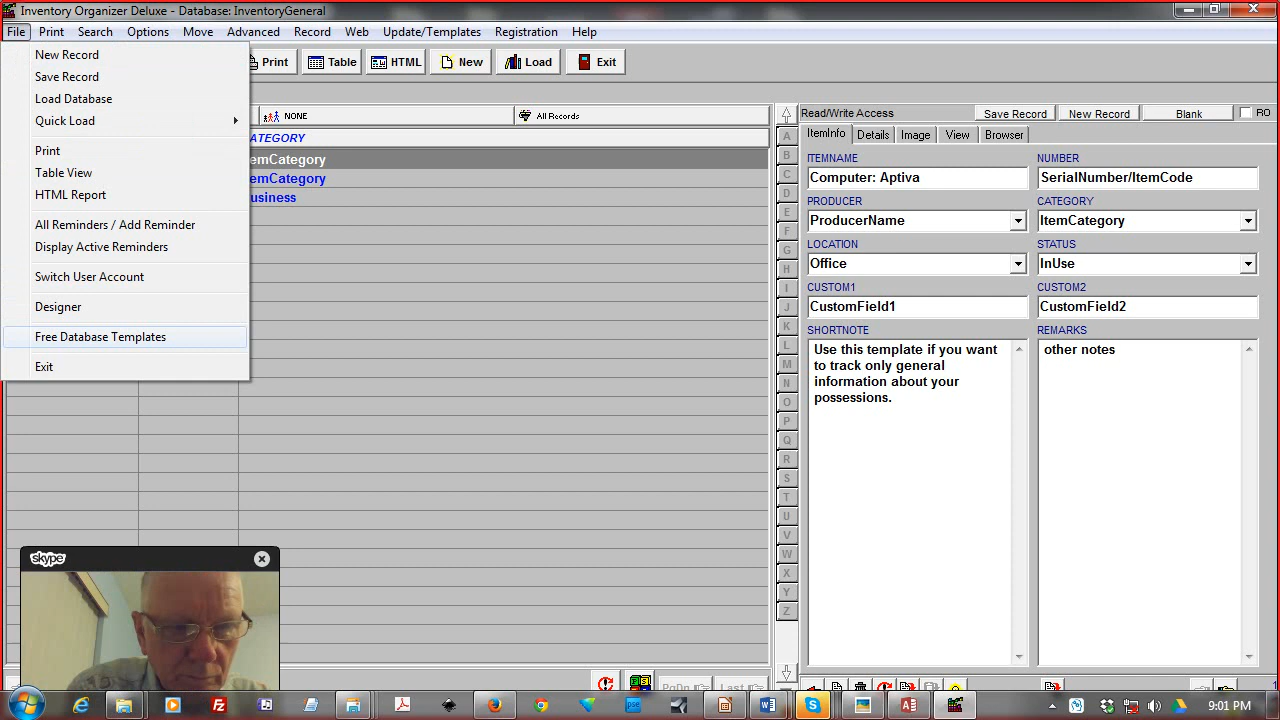 Inventory Organizer Deluxe - Database: InventoryGeneral
File Print Search Options Move Advanced Record Web Update/Templates Registration Help
New Record
Save Record
Load Database
Quick Load
Print
Table View
HTML Report
All Reminders / Add Reminder
Display Active Reminders
Switch User Account
Designer
Free Database Templates
Exit
Print Table HTML New Load Exit
NONE All Records
ATEGORY
emCategory
emCategory
usiness
A
B
C
D
E
F
G
H
I
J
K
L
M
N
O
P
Q
R
S
T
U
V
W
X
Y
Z
Read/Write Access Save Record New Record Blank RO
ItemInfo Details Image View Browser
ITEMNAME NUMBER
Computer: Aptiva SerialNumber/ItemCode
PRODUCER CATEGORY
ProducerName ItemCategory
LOCATION STATUS
Office InUse
CUSTOM1 CUSTOM2
CustomField1 CustomField2
SHORTNOTE REMARKS
Use this template if you want other notes
to track only general
information about your
possessions.
skype
PgDn Last
9:01 PM